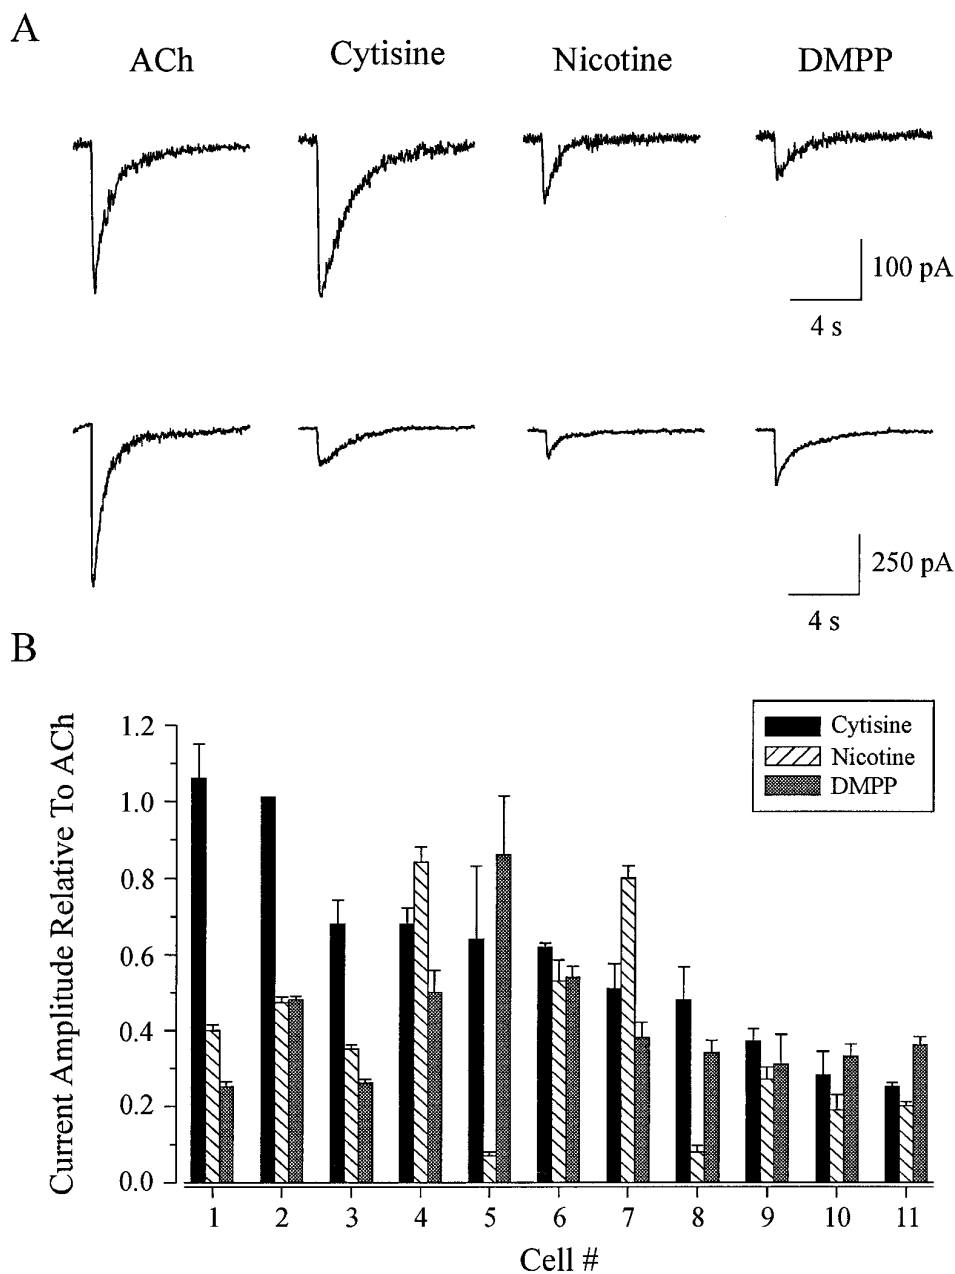 A
ACh Cytisine Nicotine DMPP
100 pA
4 s
250 pA
4 s
B
Current Amplitude Relative To ACh
1.2
1.0
0.8
0.6
0.4
0.2
0.0
Cytisine
Nicotine
DMPP
1 2 3 4 5 6 7 8 9 10 11
Cell #